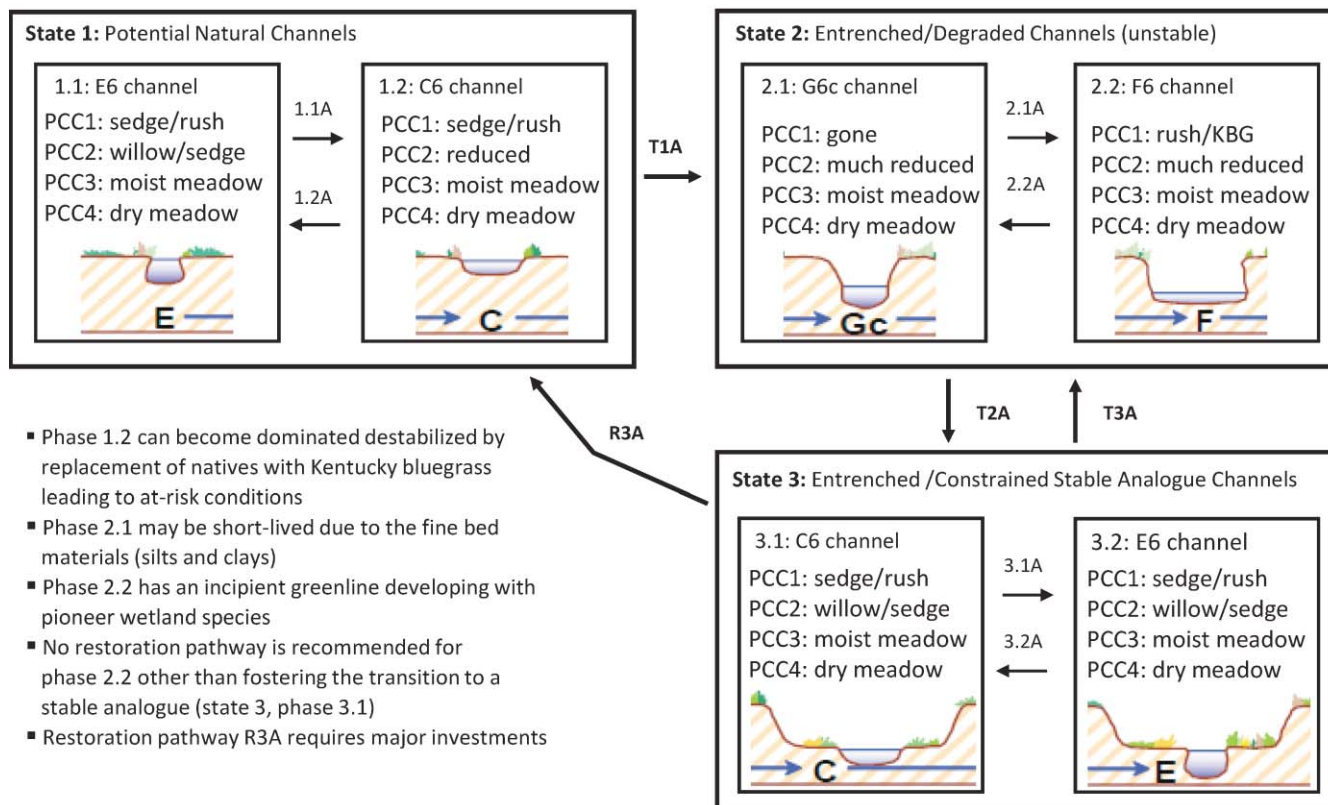 State 1: Potential Natural Channels
1.1: E6 channel
PCC1: sedge/rush
PCC2: willow/sedge
PCC3: moist meadow
PCC4: dry meadow
E
1.1A
1.2A
1.2: C6 channel
PCC1: sedge/rush
PCC2: reduced
PCC3: moist meadow
PCC4: dry meadow
C
T1A
State 2: Entrenched/Degraded Channels (unstable)
2.1: G6c channel
PCC1: gone
PCC2: much reduced
PCC3: moist meadow
PCC4: dry meadow
Gc
2.1A
2.2A
2.2: F6 channel
PCC1: rush/KBG
PCC2: much reduced
PCC3: moist meadow
PCC4: dry meadow
F
R3A
T2A
T3A
▪ Phase 1.2 can become dominated destabilized by
replacement of natives with Kentucky bluegrass
leading to at-risk conditions
▪ Phase 2.1 may be short-lived due to the fine bed
materials (silts and clays)
▪ Phase 2.2 has an incipient greenline developing with
pioneer wetland species
▪ No restoration pathway is recommended for
phase 2.2 other than fostering the transition to a
stable analogue (state 3, phase 3.1)
▪ Restoration pathway R3A requires major investments
State 3: Entrenched /Constrained Stable Analogue Channels
3.1: C6 channel
PCC1: sedge/rush
PCC2: willow/sedge
PCC3: moist meadow
PCC4: dry meadow
C
3.1A
3.2A
3.2: E6 channel
PCC1: sedge/rush
PCC2: willow/sedge
PCC3: moist meadow
PCC4: dry meadow
E